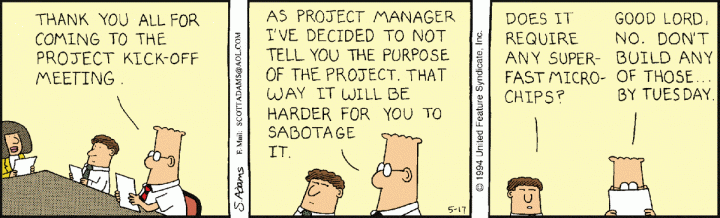 THANK YOU ALL FOR
COMING TO THE
PROJECT KICK-OFF
MEETING.
S. Adams
E-Mail: SCOTTADAMS@AOL.COM
AS PROJECT MANAGER
I'VE DECIDED TO NOT
TELL YOU THE PURPOSE
OF THE PROJECT. THAT
WAY IT WILL BE
HARDER FOR YOU TO
SABOTAGE
IT.
5-17
© 1994 United Feature Syndicate, Inc.
DOES IT
REQUIRE
ANY SUPER-
FAST MICRO-
CHIPS?
GOOD LORD,
NO. DON'T
BUILD ANY
OF THOSE...
BY TUESDAY.